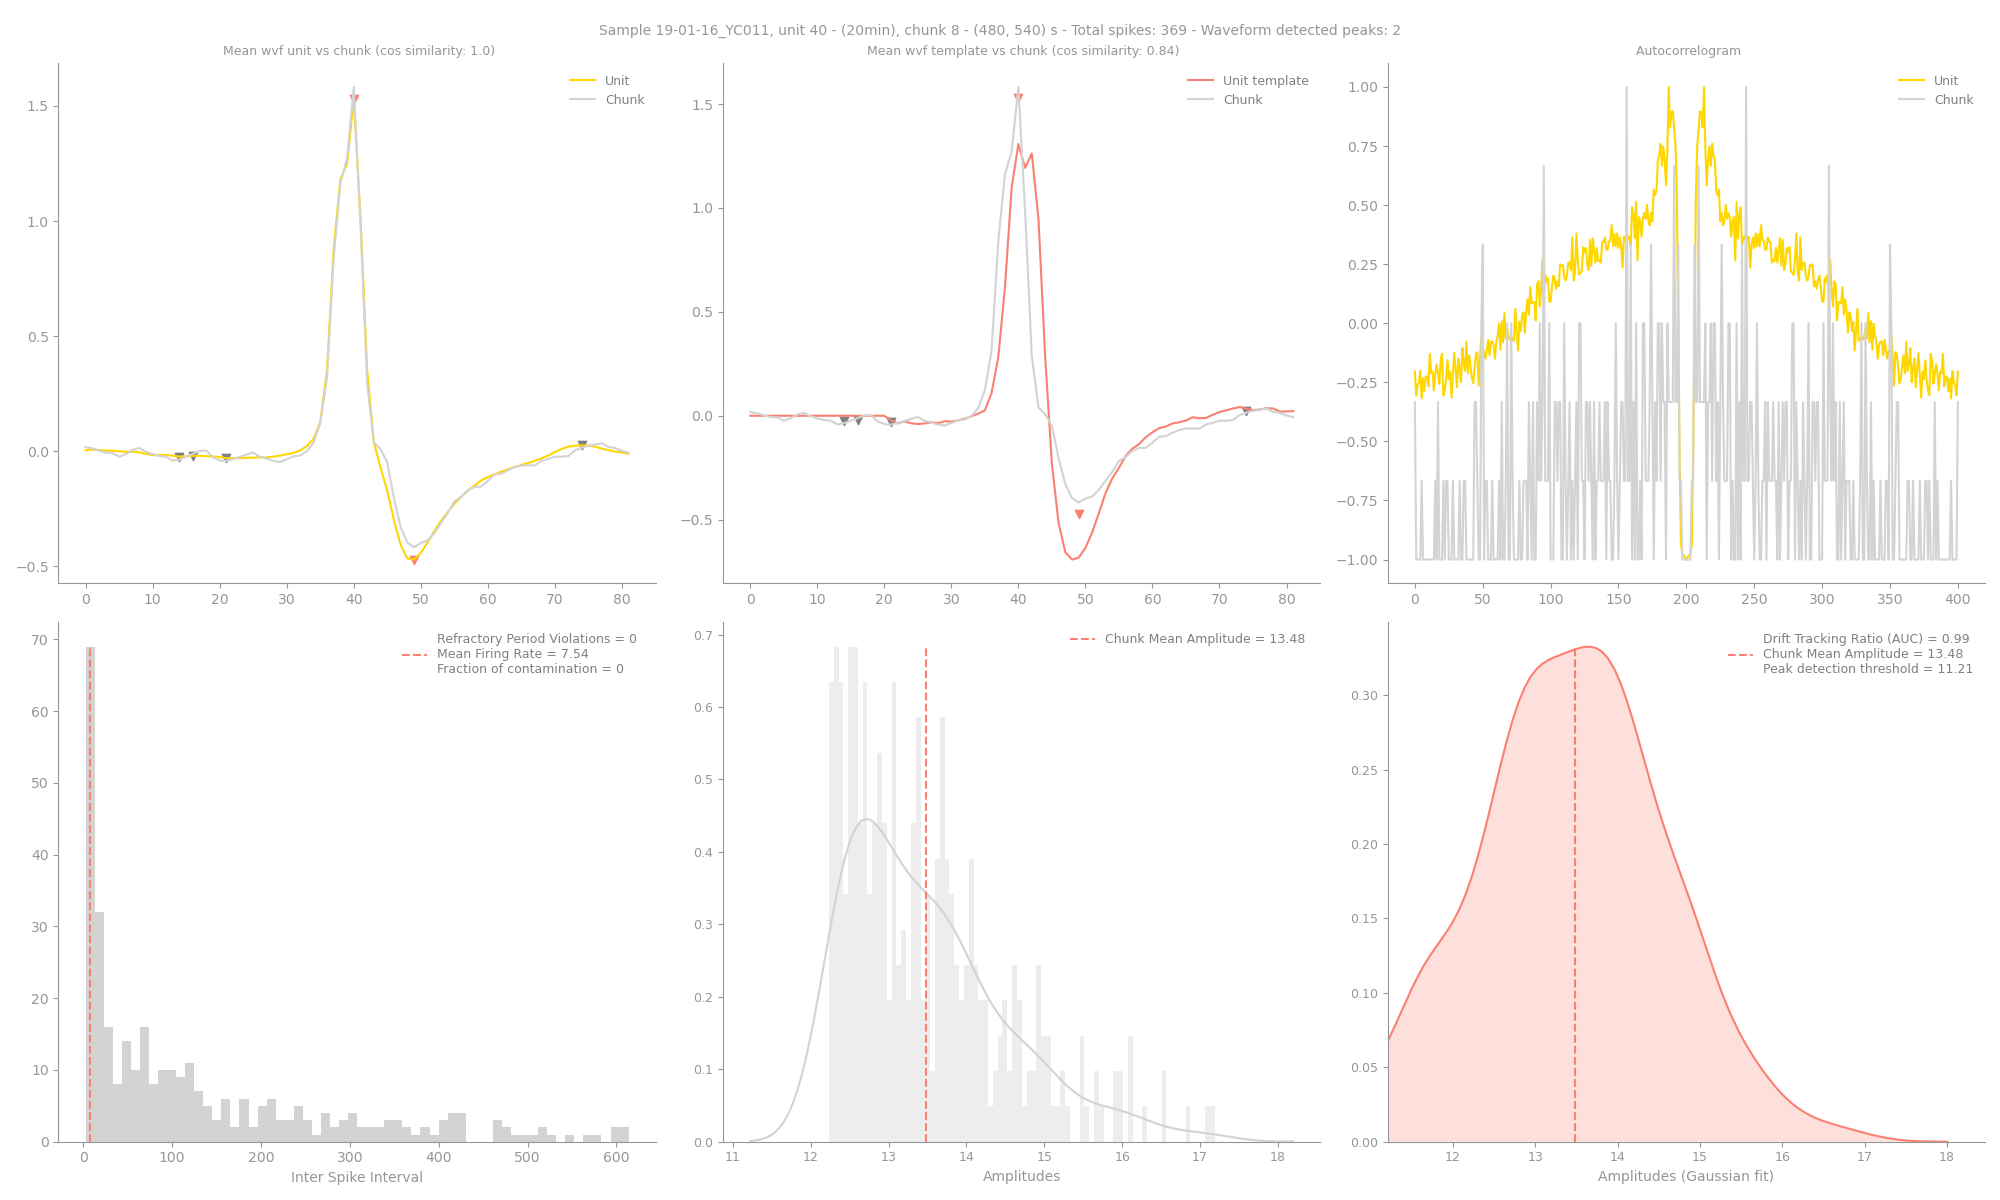 Sample 19-01-16_YC011, unit 40 - (20min), chunk 8 - (480, 540) s - Total spikes: 369 - Waveform detected peaks: 2
Mean wvf unit vs chunk (cos similarity: 1.0)
Unit
Chunk
1.5
1.0
0.5
0.0
−0.5
0 10 20 30 40 50 60 70 80
Mean wvf template vs chunk (cos similarity: 0.84)
Unit template
Chunk
1.5
1.0
0.5
0.0
−0.5
0 10 20 30 40 50 60 70 80
Autocorrelogram
Unit
Chunk
1.00
0.75
0.50
0.25
0.00
−0.25
−0.50
−0.75
−1.00
0 50 100 150 200 250 300 350 400
Refractory Period Violations = 0
Mean Firing Rate = 7.54
Fraction of contamination = 0
70
60
50
40
30
20
10
0
0 100 200 300 400 500 600
Inter Spike Interval
Chunk Mean Amplitude = 13.48
0.7
0.6
0.5
0.4
0.3
0.2
0.1
0.0
11 12 13 14 15 16 17 18
Amplitudes
Drift Tracking Ratio (AUC) = 0.99
Chunk Mean Amplitude = 13.48
Peak detection threshold = 11.21
0.30
0.25
0.20
0.15
0.10
0.05
0.00
12 13 14 15 16 17 18
Amplitudes (Gaussian fit)